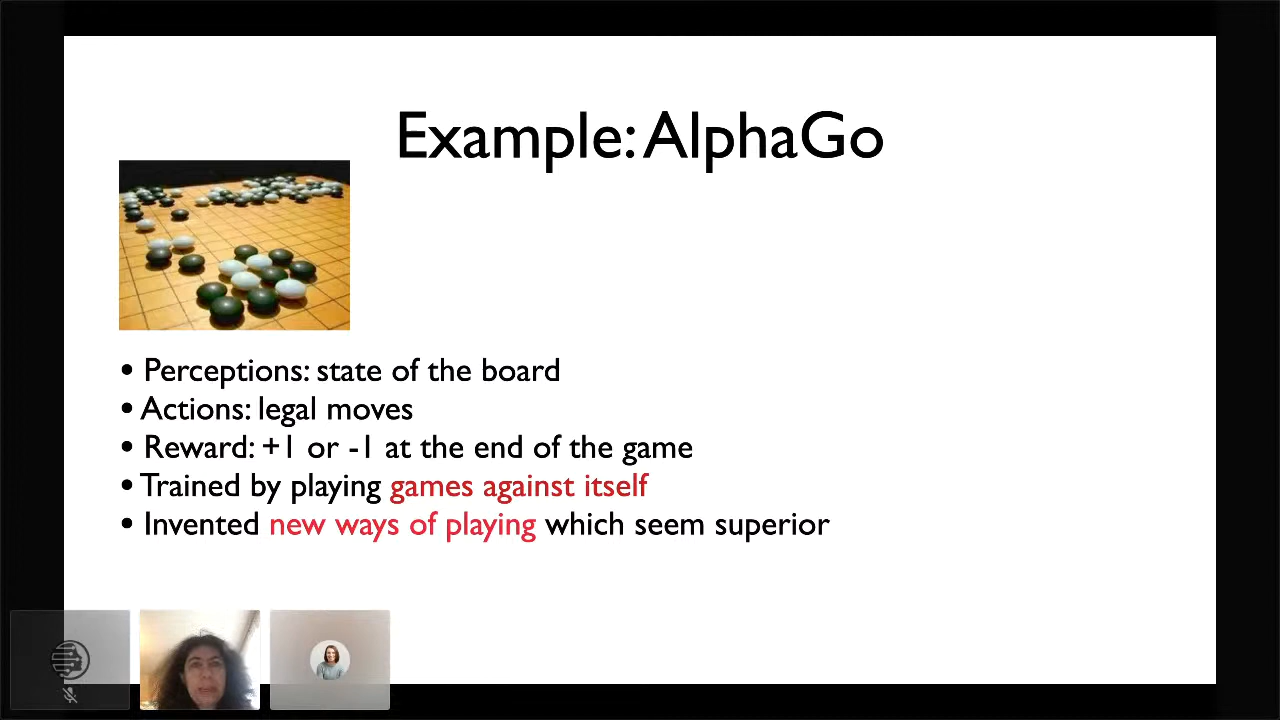 Example: AlphaGo
• Perceptions: state of the board
• Actions: legal moves
• Reward: +1 or -1 at the end of the game
• Trained by playing games against itself
• Invented new ways of playing which seem superior